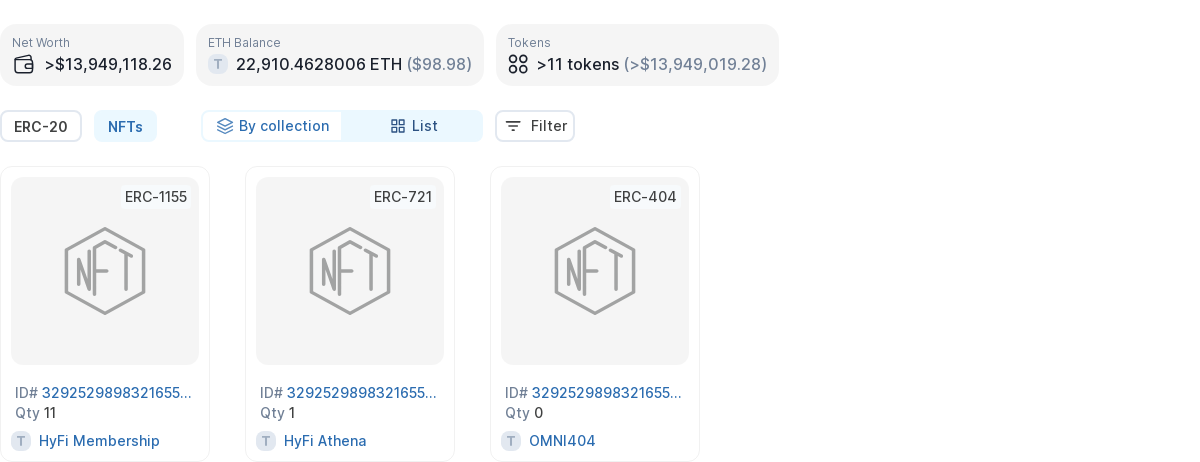 Net Worth
>$13,949,118.26
ETH Balance
T 22,910.4628006 ETH ($98.98)
Tokens
>11 tokens (>$13,949,019.28)
ERC-20
NFTs
By collection
List
Filter
ERC-1155
NFT
ID# 3292529898321655...
Qty 11
T HyFi Membership
ERC-721
NFT
ID# 3292529898321655...
Qty 1
T HyFi Athena
ERC-404
NFT
ID# 3292529898321655...
Qty 0
T OMNI404